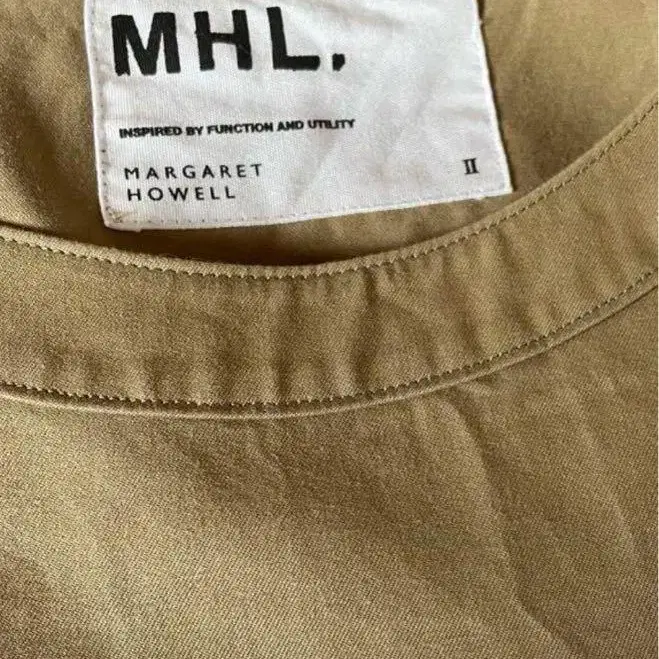 MHL.
INSPIRED BY FUNCTION AND UTILITY
MARGARET
HOWELL
II